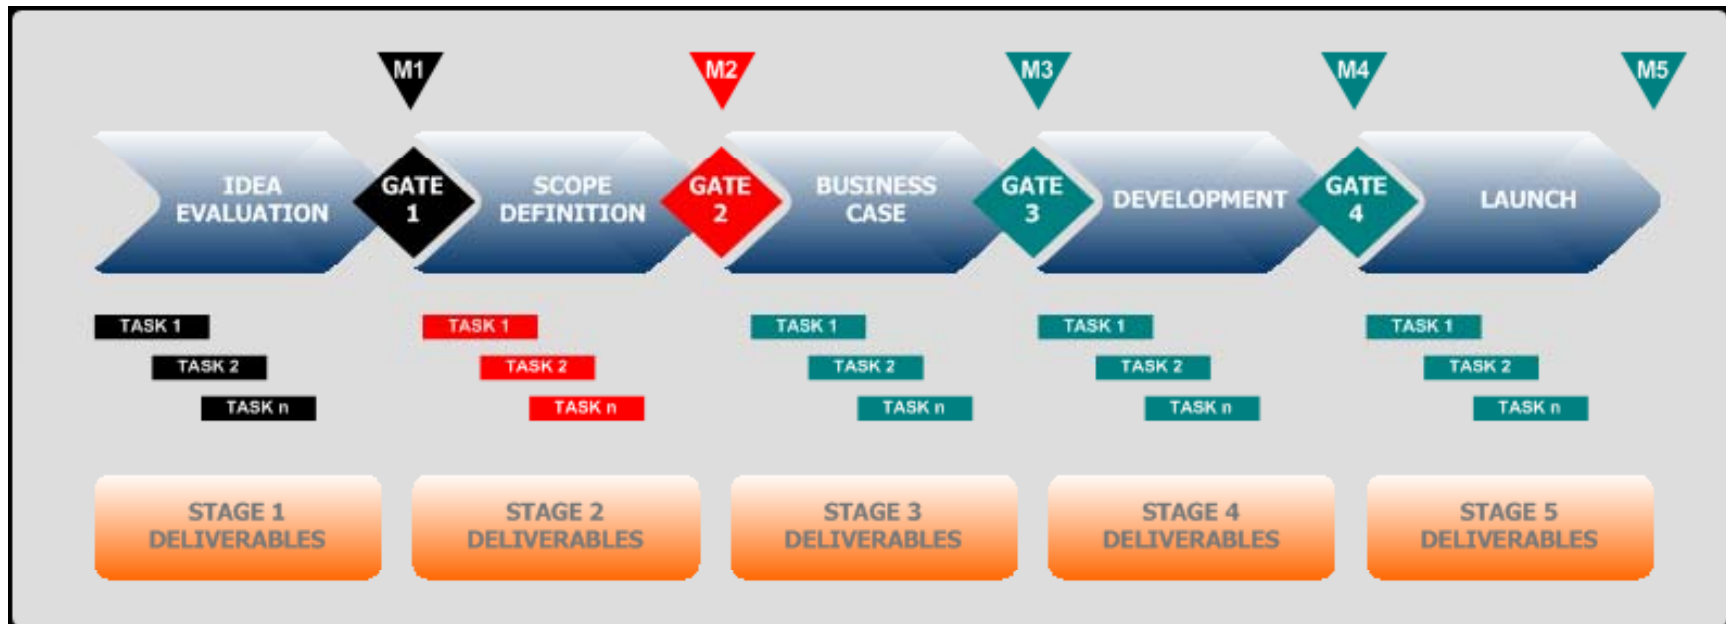 M1
M2
M3
M4
M5
IDEA
EVALUATION
GATE
1
SCOPE
DEFINITION
GATE
2
BUSINESS
CASE
GATE
3
DEVELOPMENT
GATE
4
LAUNCH
TASK 1
TASK 2
TASK n
TASK 1
TASK 2
TASK n
TASK 1
TASK 2
TASK n
TASK 1
TASK 2
TASK n
TASK 1
TASK 2
TASK n
STAGE 1
DELIVERABLES
STAGE 2
DELIVERABLES
STAGE 3
DELIVERABLES
STAGE 4
DELIVERABLES
STAGE 5
DELIVERABLES